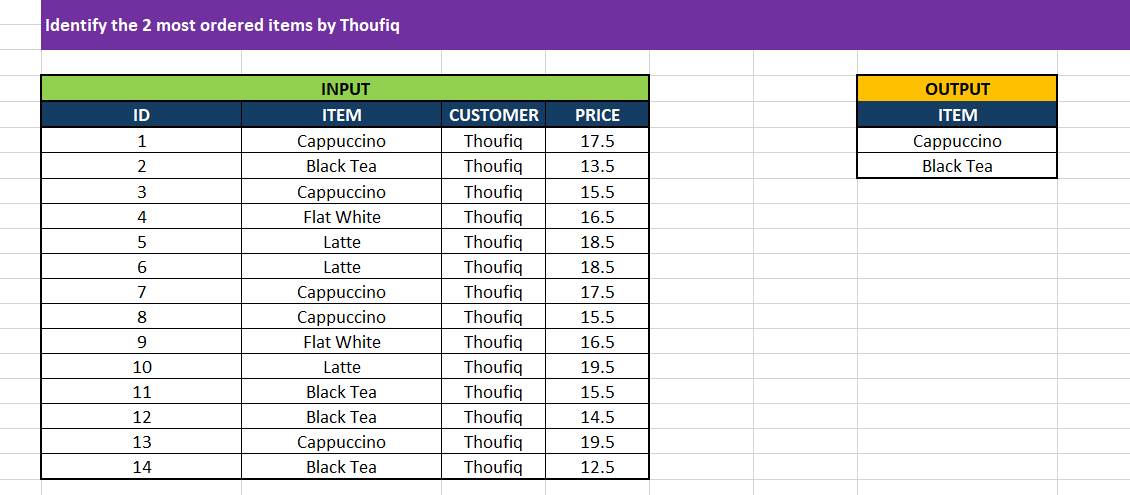 Identify the 2 most ordered items by Thoufiq
INPUT OUTPUT
ID ITEM CUSTOMER PRICE ITEM
1 Cappuccino Thoufiq 17.5 Cappuccino
2 Black Tea Thoufiq 13.5 Black Tea
3 Cappuccino Thoufiq 15.5
4 Flat White Thoufiq 16.5
5 Latte Thoufiq 18.5
6 Latte Thoufiq 18.5
7 Cappuccino Thoufiq 17.5
8 Cappuccino Thoufiq 15.5
9 Flat White Thoufiq 16.5
10 Latte Thoufiq 19.5
11 Black Tea Thoufiq 15.5
12 Black Tea Thoufiq 14.5
13 Cappuccino Thoufiq 19.5
14 Black Tea Thoufiq 12.5